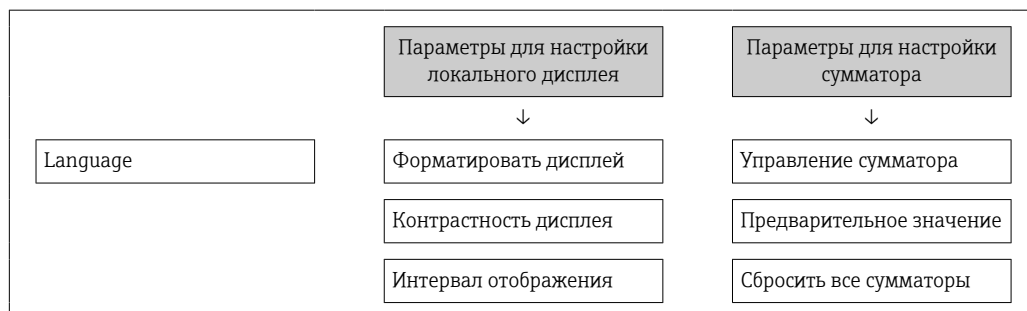 Параметры для настройки
локального дисплея
Параметры для настройки
сумматора
↓
↓
Language
Форматировать дисплей
Управление сумматора
Контрастность дисплея
Предварительное значение
Интервал отображения
Сбросить все сумматоры